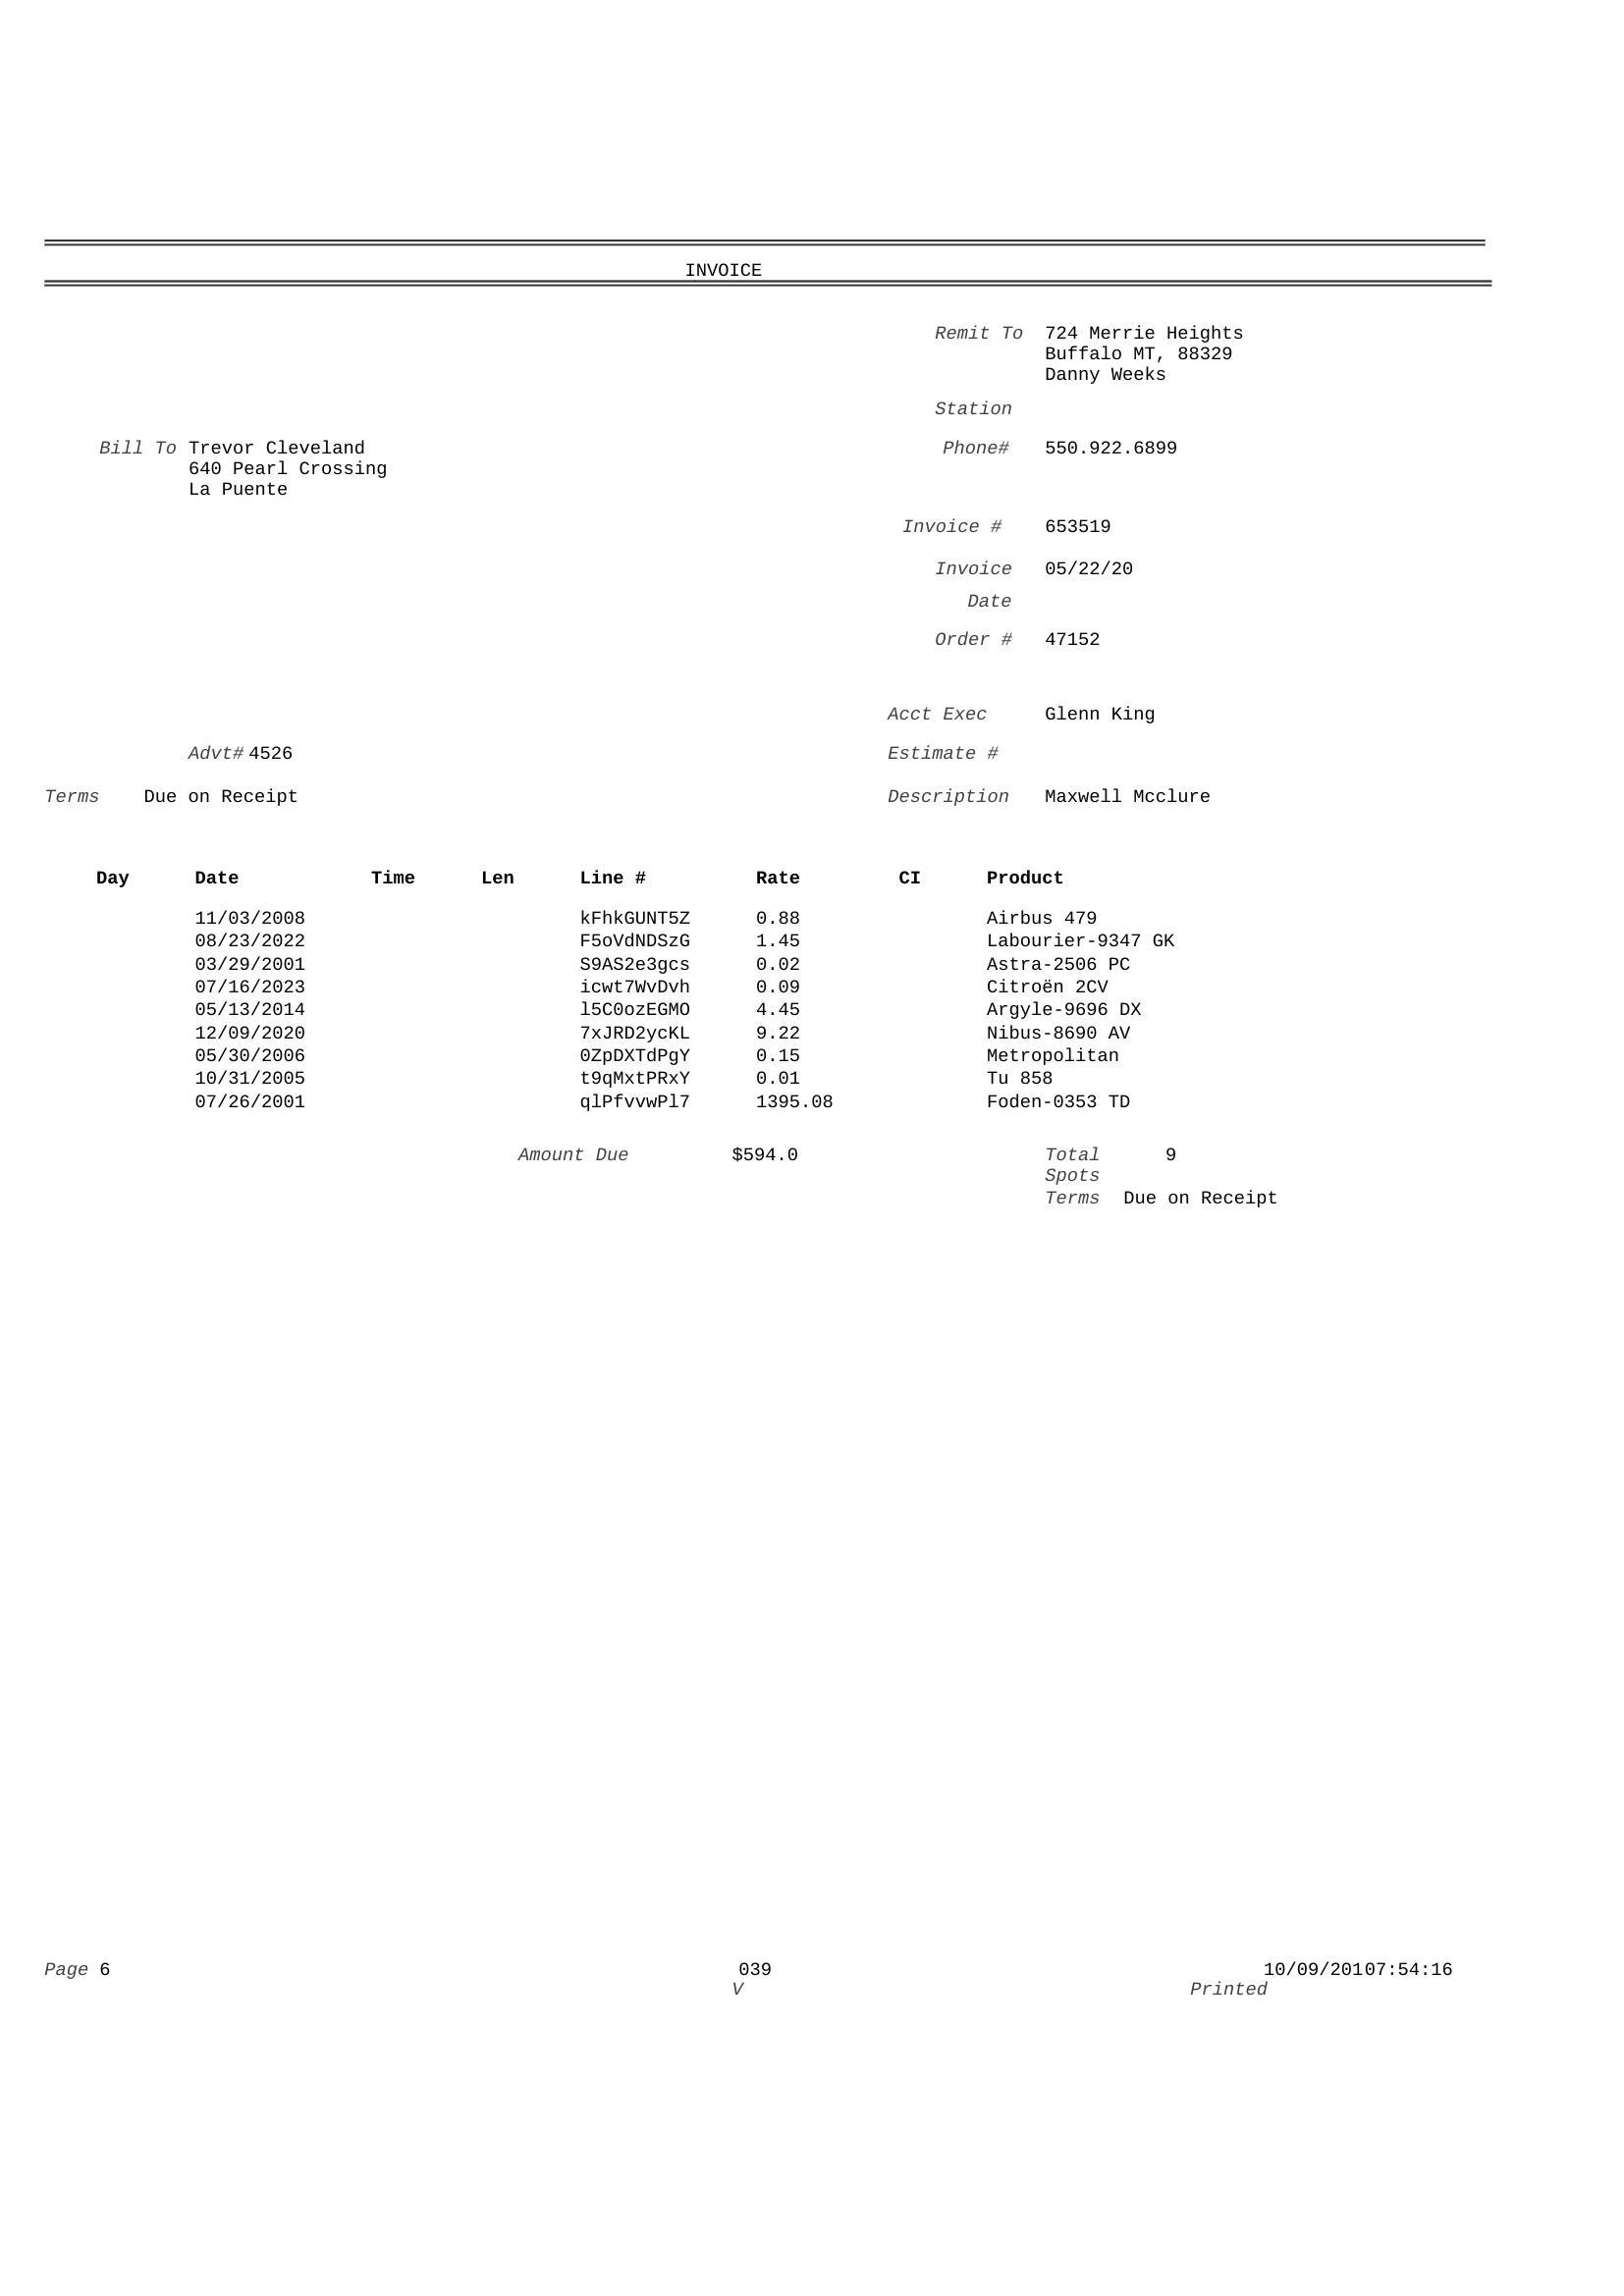 INVOICE
Remit To 724 Merrie Heights
Buffalo MT, 88329
Danny Weeks
Station
Bill To Trevor Cleveland Phone# 550.922.6899
640 Pearl Crossing
La Puente
Invoice # 653519
Invoice 05/22/20
Date
Order # 47152
Acct Exec Glenn King
Advt# 4526 Estimate #
Terms Due on Receipt Description Maxwell Mcclure
Day Date Time Len Line # Rate CI Product
11/03/2008 kFhkGUNT5Z 0.88 Airbus 479
08/23/2022 F5oVdNDSzG 1.45 Labourier-9347 GK
03/29/2001 S9AS2e3gcs 0.02 Astra-2506 PC
07/16/2023 icwt7WvDvh 0.09 Citroën 2CV
05/13/2014 l5C0ozEGMO 4.45 Argyle-9696 DX
12/09/2020 7xJRD2ycKL 9.22 Nibus-8690 AV
05/30/2006 0ZpDXTdPgY 0.15 Metropolitan
10/31/2005 t9qMxtPRxY 0.01 Tu 858
07/26/2001 qlPfvvwPl7 1395.08 Foden-0353 TD
Amount Due $594.0 Total 9
Spots
Terms Due on Receipt
Page 6 039 10/09/20107:54:16
V Printed